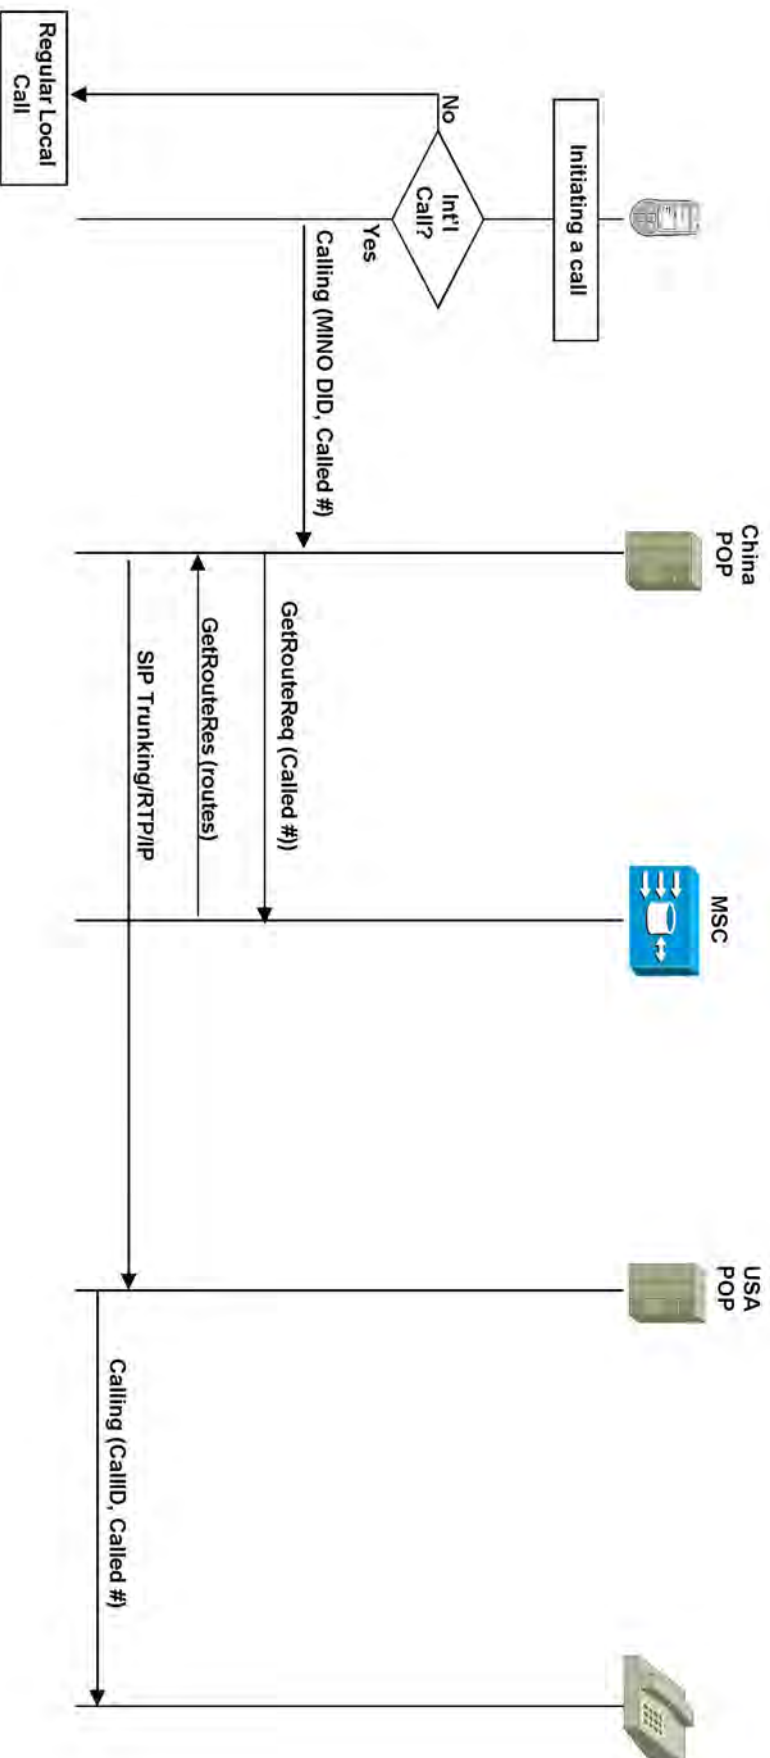 China
POP
MSC
USA
POP
Initiating a call
Int'l
Call?
No
Yes
Regular Local
Call
Calling (MINO DID, Called #)
GetRouteReq (Called #))
GetRouteRes (routes)
SIP Trunking/RTP/IP
Calling (CallID, Called #)